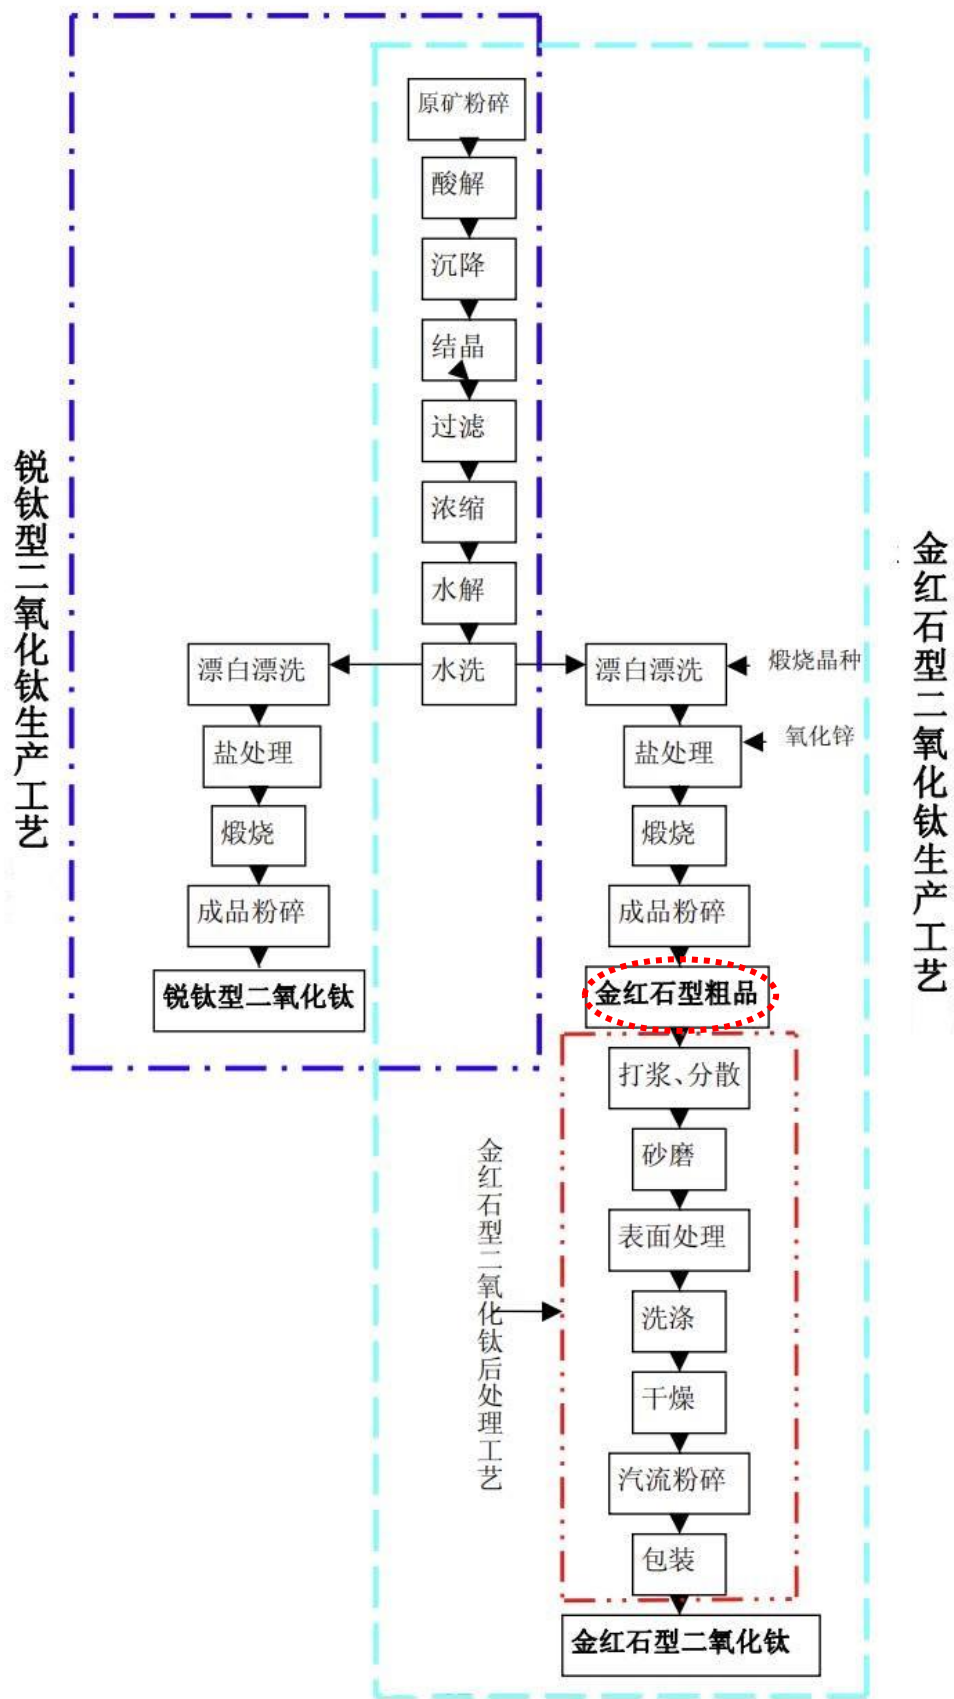 原矿粉碎
酸解
沉降
结晶
过滤
浓缩
水解
水洗
锐钛型二氧化钛生产工艺
漂白漂洗
盐处理
煅烧
成品粉碎
锐钛型二氧化钛
金红石型二氧化钛生产工艺
漂白漂洗
煅烧晶种
盐处理
氧化锌
煅烧
成品粉碎
金红石型粗品
金红石型二氧化钛后处理工艺
打浆、分散
砂磨
表面处理
洗涤
干燥
汽流粉碎
包装
金红石型二氧化钛